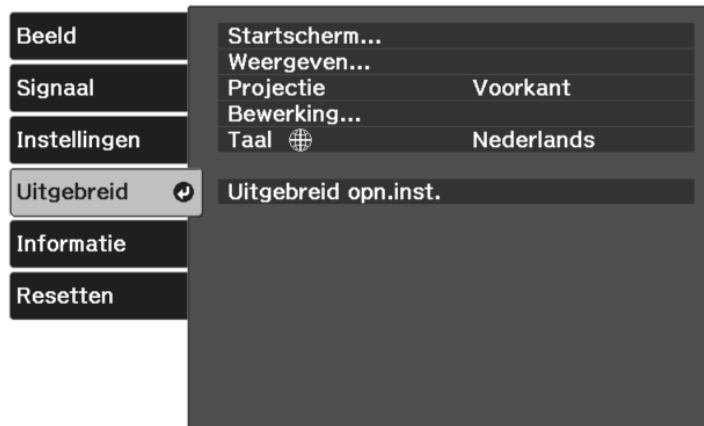 Beeld
Signaal
Instellingen
Uitgebreid
Informatie
Resetten
Startscherm...
Weergeven...
Projectie Voorkant
Bewerking...
Taal Nederlands
Uitgebreid opn.inst.